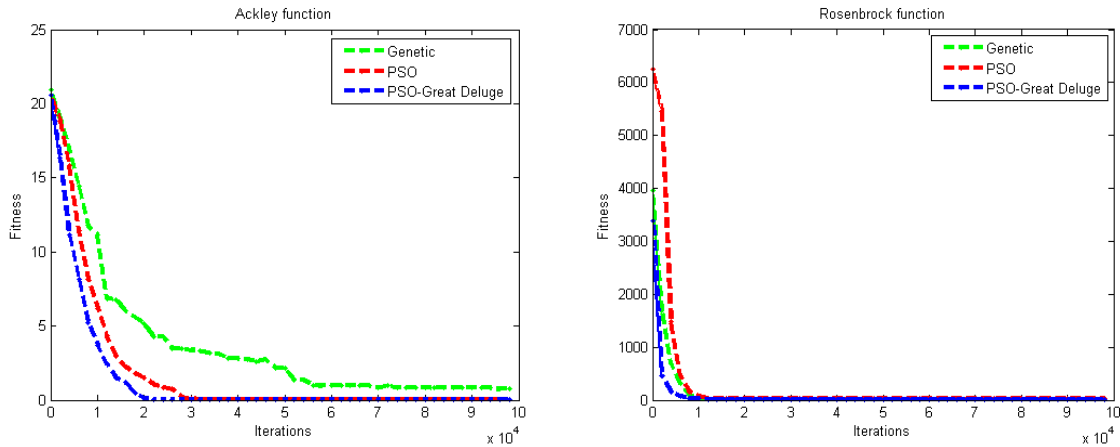 Ackley function
25
20
15
10
5
0
Fitness
Genetic
PSO
PSO-Great Deluge
0 1 2 3 4 5 6 7 8 9 10
Iterations
x 10^4
Rosenbrock function
7000
6000
5000
4000
3000
2000
1000
0
Fitness
Genetic
PSO
PSO-Great Deluge
0 1 2 3 4 5 6 7 8 9 10
Iterations
x 10^4